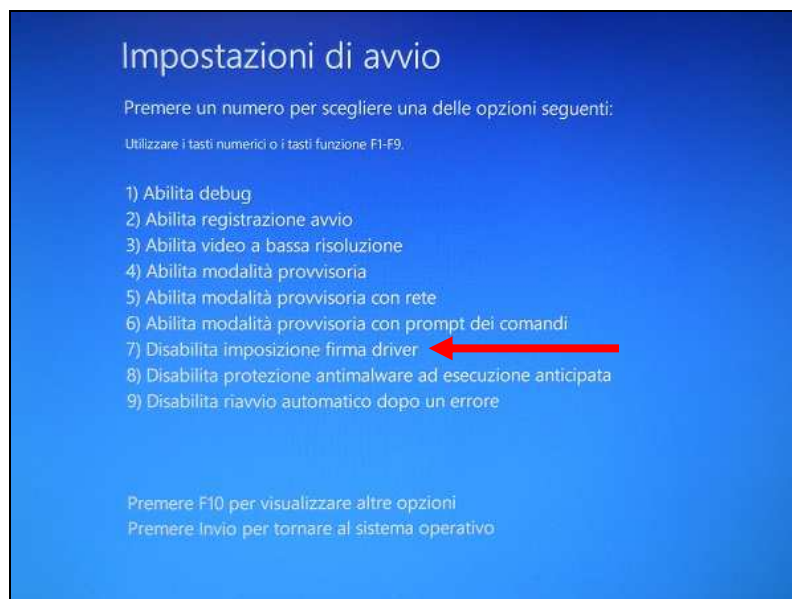 Impostazioni di avvio
Premere un numero per scegliere una delle opzioni seguenti:
Utilizzare i tasti numerici o i tasti funzione F1-F9.
1) Abilita debug
2) Abilita registrazione avvio
3) Abilita video a bassa risoluzione
4) Abilita modalità provvisoria
5) Abilita modalità provvisoria con rete
6) Abilita modalità provvisoria con prompt dei comandi
7) Disabilita imposizione firma driver
8) Disabilita protezione antimalware ad esecuzione anticipata
9) Disabilita riavvio automatico dopo un errore
Premere F10 per visualizzare altre opzioni
Premere Invio per tornare al sistema operativo